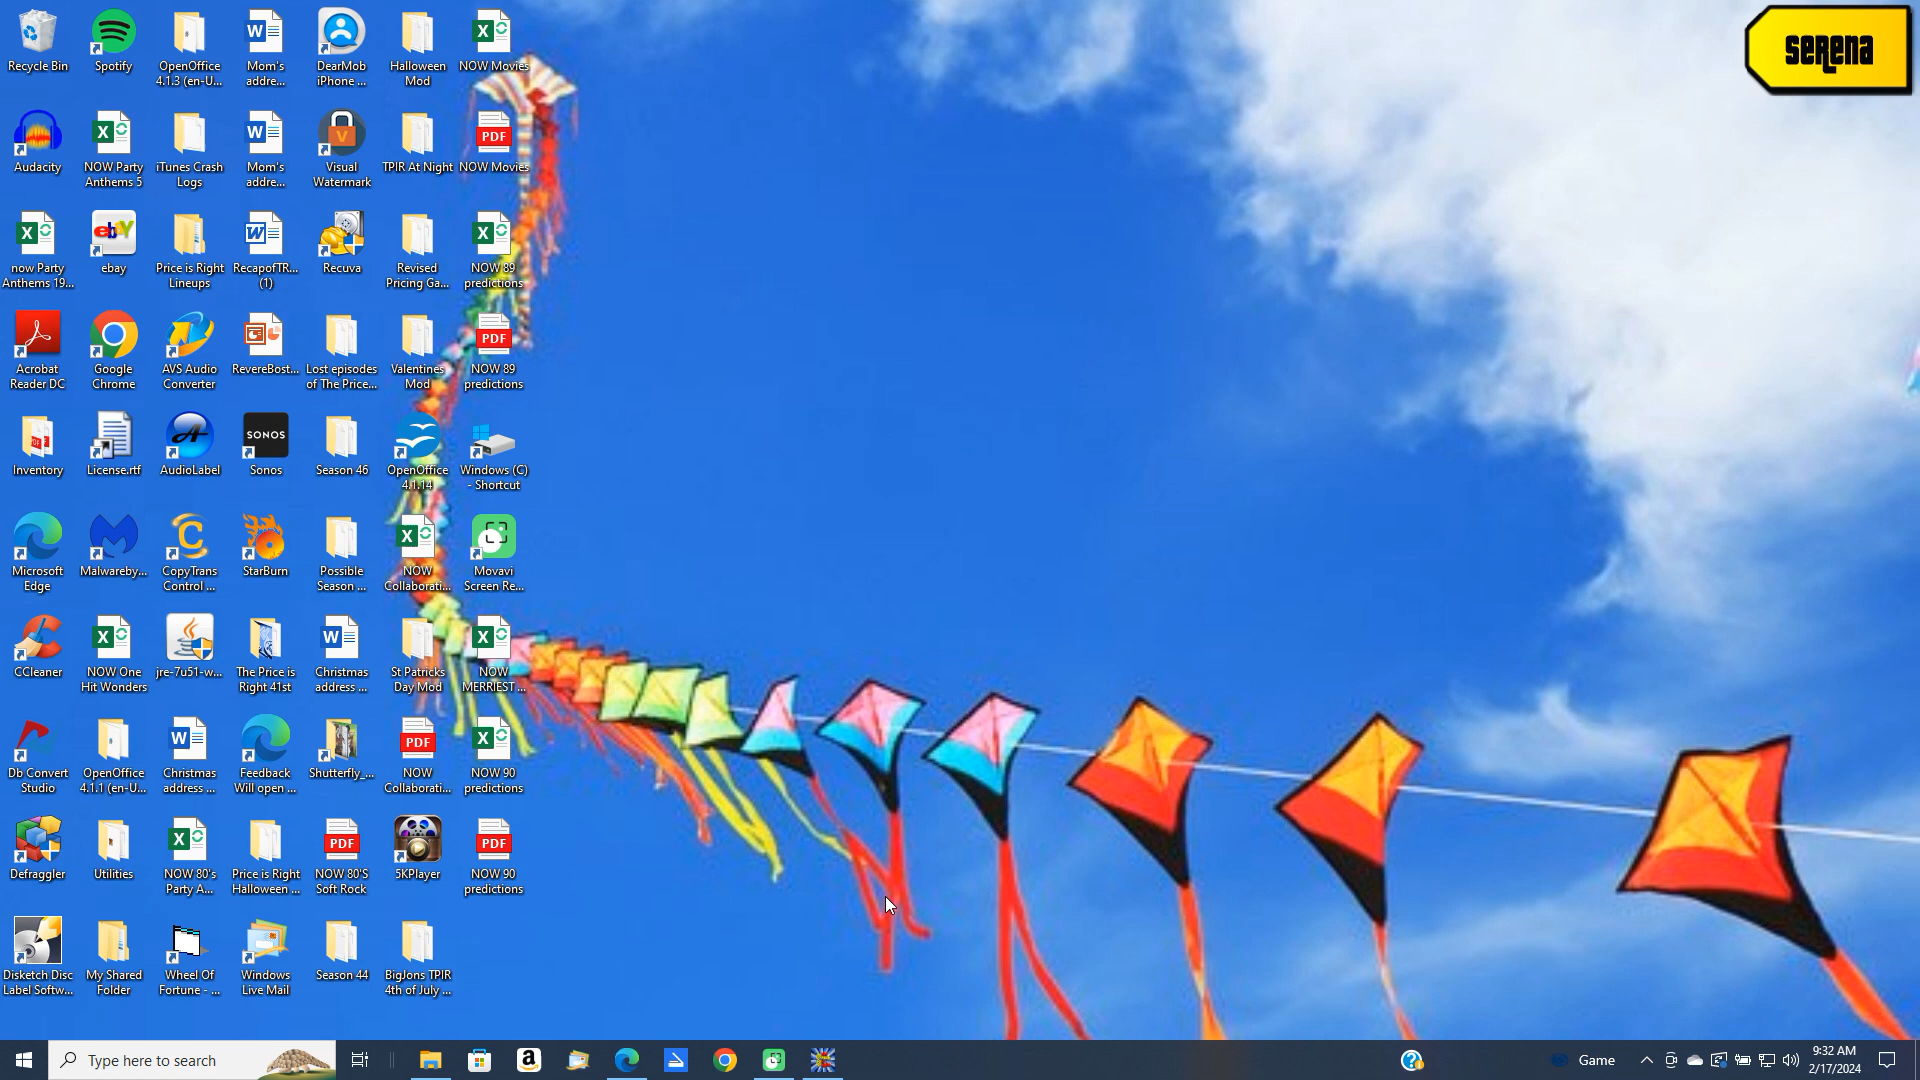 Recycle Bin
Spotify
OpenOffice
4.1.3 (en-U...
Mom's
addre...
DearMob
iPhone ...
Halloween
Mod
NOW Movies
SERENA
Audacity
NOW Party
Anthems 5
iTunes Crash
Logs
Mom's
addre...
Visual
Watermark
TPIR At Night
PDF
NOW Movies
now Party
Anthems 19...
ebay
Price is Right
Lineups
RecapofTR...
(1)
Recuva
Revised
Pricing Ga...
NOW 89
predictions
Acrobat
Reader DC
Google
Chrome
AVS Audio
Converter
RevereBost...
Lost episodes
of The Price...
Valentines
Mod
PDF
NOW 89
predictions
Inventory
License.rtf
AudioLabel
SONOS
Sonos
Season 46
OpenOffice
4.1.14
Windows (C)
- Shortcut
Microsoft
Edge
Malwareby...
CopyTrans
Control ...
StarBurn
Possible
Season ...
NOW
Collaborati...
Movavi
Screen Re...
CCleaner
NOW One
Hit Wonders
jre-7u51-w...
The Price is
Right 41st
Christmas
address ...
St Patricks
Day Mod
NOW
MERRIEST ...
Db Convert
Studio
OpenOffice
4.1.1 (en-U...
Christmas
address ...
Feedback
Will open ...
Shutterfly_...
PDF
NOW
Collaborati...
NOW 90
predictions
Defraggler
Utilities
NOW 80's
Party A...
Price is Right
Halloween ...
PDF
NOW 80'S
Soft Rock
5KPlayer
PDF
NOW 90
predictions
Disketch Disc
Label Softw...
My Shared
Folder
Wheel Of
Fortune - ...
Windows
Live Mail
Season 44
BigJons TPIR
4th of July ...
Type here to search
Game
9:32 AM
2/17/2024